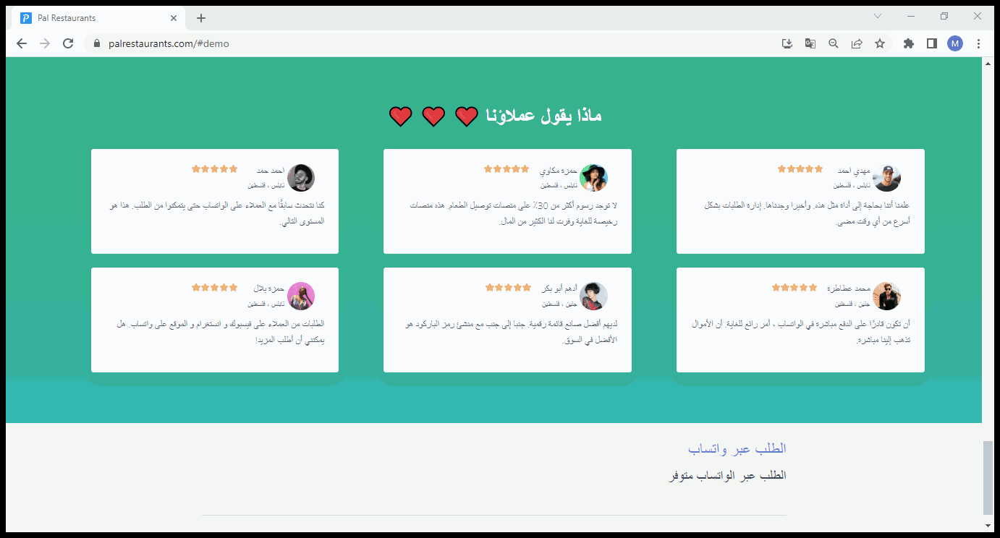 Pal Restaurants
palrestaurants.com/#demo
M
ماذا يقول عملاؤنا
مهدي احمد
نابلس ، فلسطين
علمنا أننا بحاجة إلى أداة مثل هذه. وأخيرا وجدناها. إدارة الطلبات بشكل
أسرع من أي وقت مضى.
حمزة مكاوي
نابلس ، فلسطين
لا توجد رسوم أكثر من 30٪ على منصات توصيل الطعام. هذه منصات
رخيصة للغاية وفرت لنا الكثير من المال.
احمد حمد
نابلس ، فلسطين
كنا نتحدث سابقًا مع العملاء على الواتساب حتى يتمكنوا من الطلب. هذا هو
المستوى التالي.
محمد عطاطرة
جنين ، فلسطين
أن تكون قادرًا على الدفع مباشرة في الواتساب ، أمر رائع للغاية. أن الأموال
تذهب إلينا مباشرة.
أدهم أبو بكر
جنين ، فلسطين
لديهم أفضل صانع قائمة رقمية. جنبا إلى جنب مع منشئ رمز الباركود هو
الأفضل في السوق.
حمزة بلال
نابلس ، فلسطين
الطلبات من العملاء على فيسبوك و انستغرام و الموقع على واتساب. هل
يمكنني أن أطلب المزيد!
الطلب عبر واتساب
الطلب عبر الواتساب متوفر